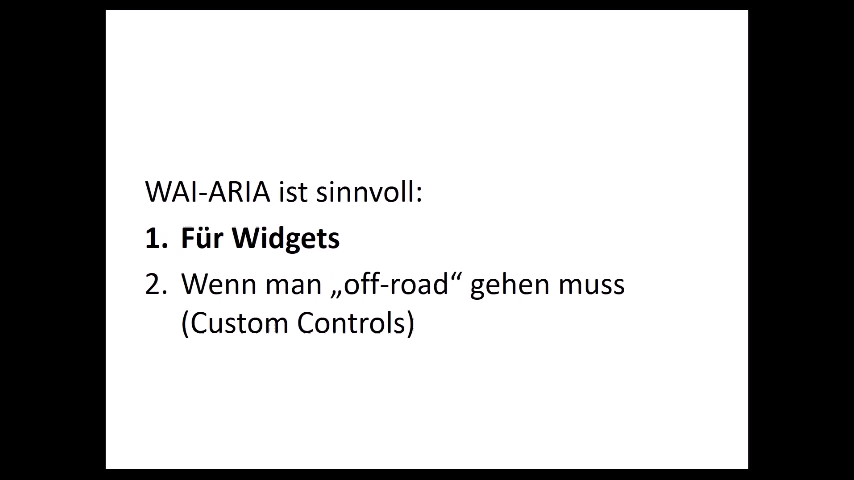 WAI-ARIA ist sinnvoll:
1. Für Widgets
2. Wenn man „off-road“ gehen muss
(Custom Controls)